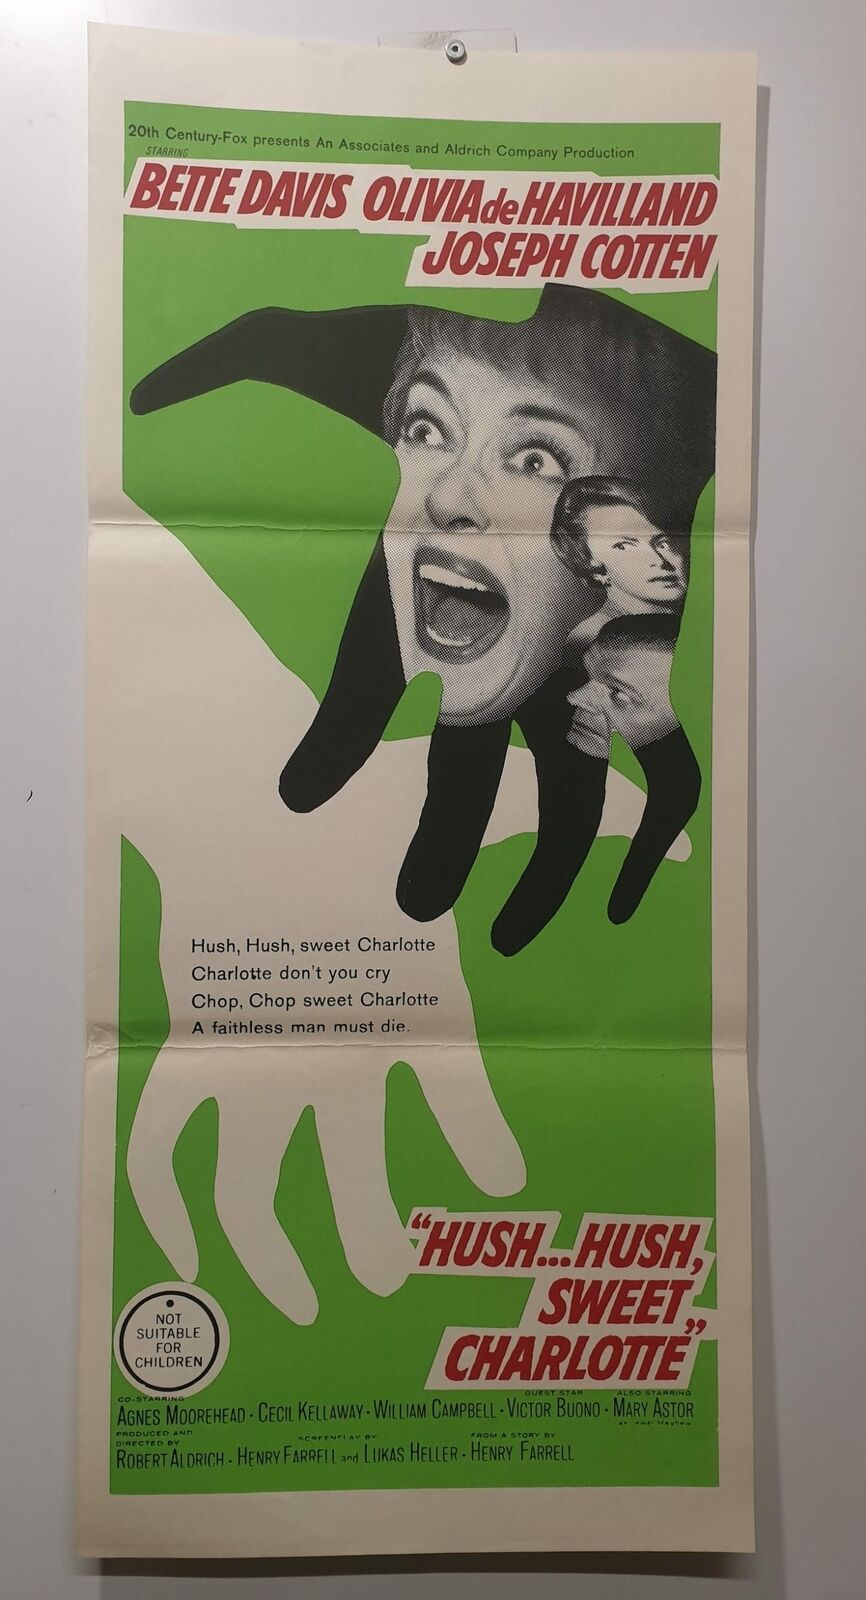 20th Century-Fox presents An Associates and Aldrich Company Production
STARRING
BETTE DAVIS OLIVIA de HAVILLAND
JOSEPH COTTEN
Hush, Hush, sweet Charlotte
Charlotte don't you cry
Chop, Chop sweet Charlotte
A faithless man must die.
"HUSH...HUSH,
SWEET
CHARLOTTE"
NOT
SUITABLE
FOR
CHILDREN
CO-STARRING GUEST STAR ALSO STARRING
AGNES MOOREHEAD · CECIL KELLAWAY · WILLIAM CAMPBELL · VICTOR BUONO · MARY ASTOR
as Jewel Mayhew
PRODUCED AND
DIRECTED BY SCREENPLAY BY FROM A STORY BY
ROBERT ALDRICH · HENRY FARRELL and LUKAS HELLER · HENRY FARRELL